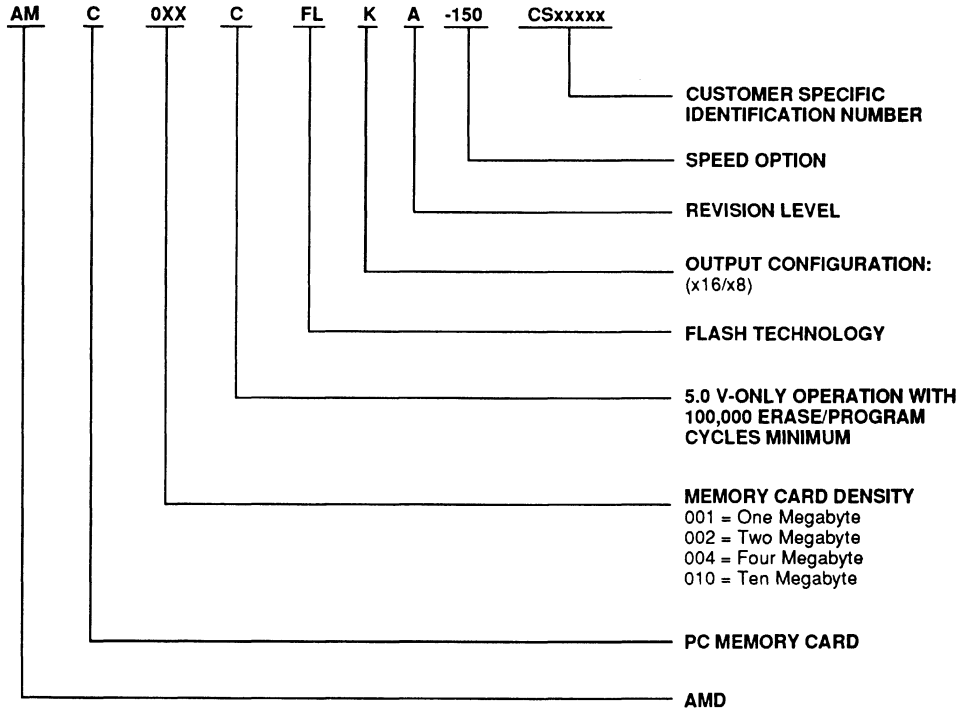 AM C 0XX C FL K A -150 CSxxxxx
CUSTOMER SPECIFIC
IDENTIFICATION NUMBER
SPEED OPTION
REVISION LEVEL
OUTPUT CONFIGURATION:
(x16/x8)
FLASH TECHNOLOGY
5.0 V-ONLY OPERATION WITH
100,000 ERASE/PROGRAM
CYCLES MINIMUM
MEMORY CARD DENSITY
001 = One Megabyte
002 = Two Megabyte
004 = Four Megabyte
010 = Ten Megabyte
PC MEMORY CARD
AMD